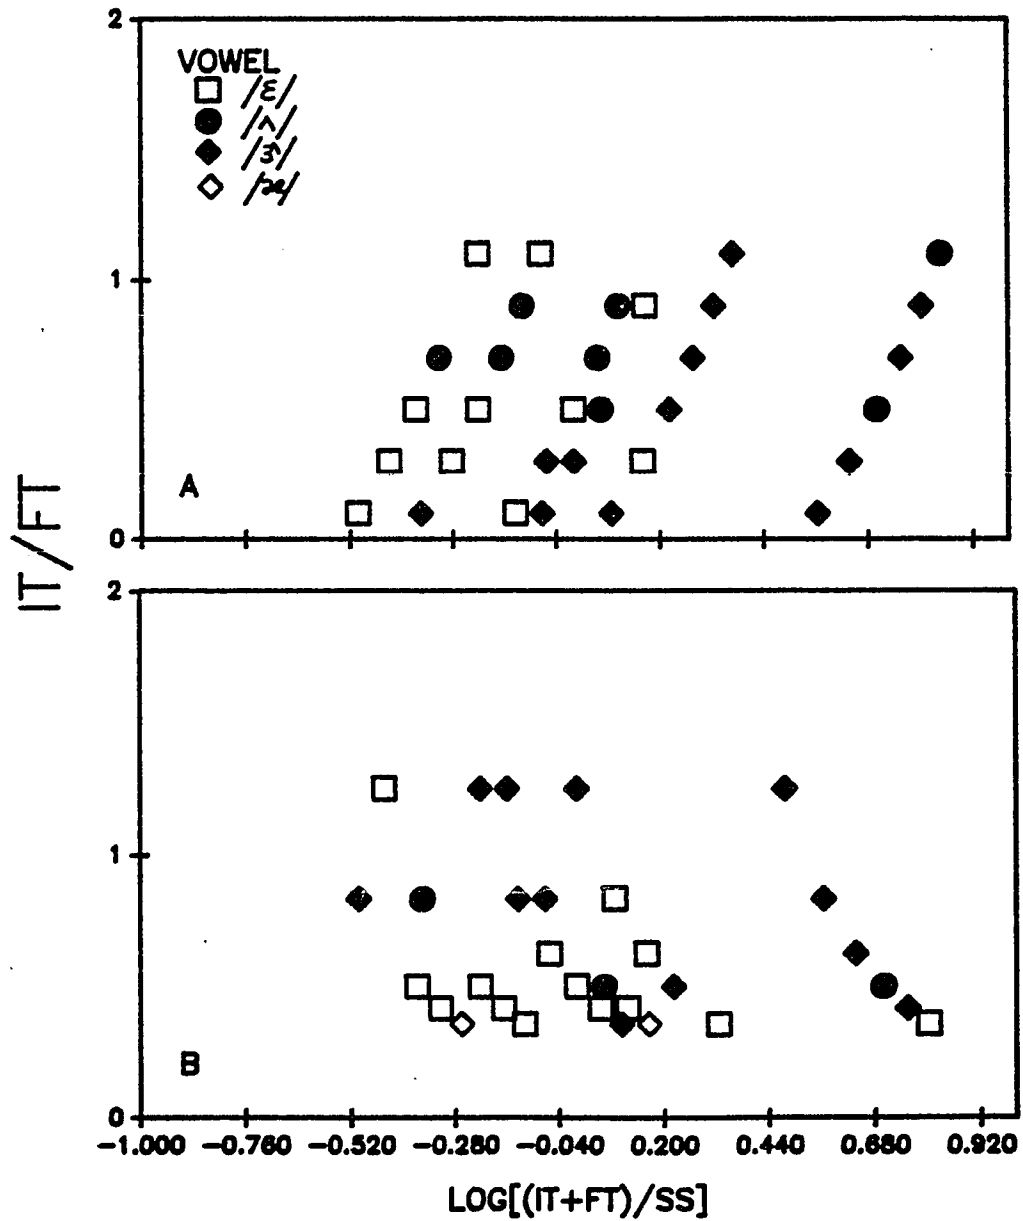 2
VOWEL
/ɛ/
/ʌ/
/ɝ/
/æ/
1
A
0
IT/FT
2
1
B
0
−1.000 −0.760 −0.520 −0.280 −0.040 0.200 0.440 0.680 0.920
LOG[(IT+FT)/SS]